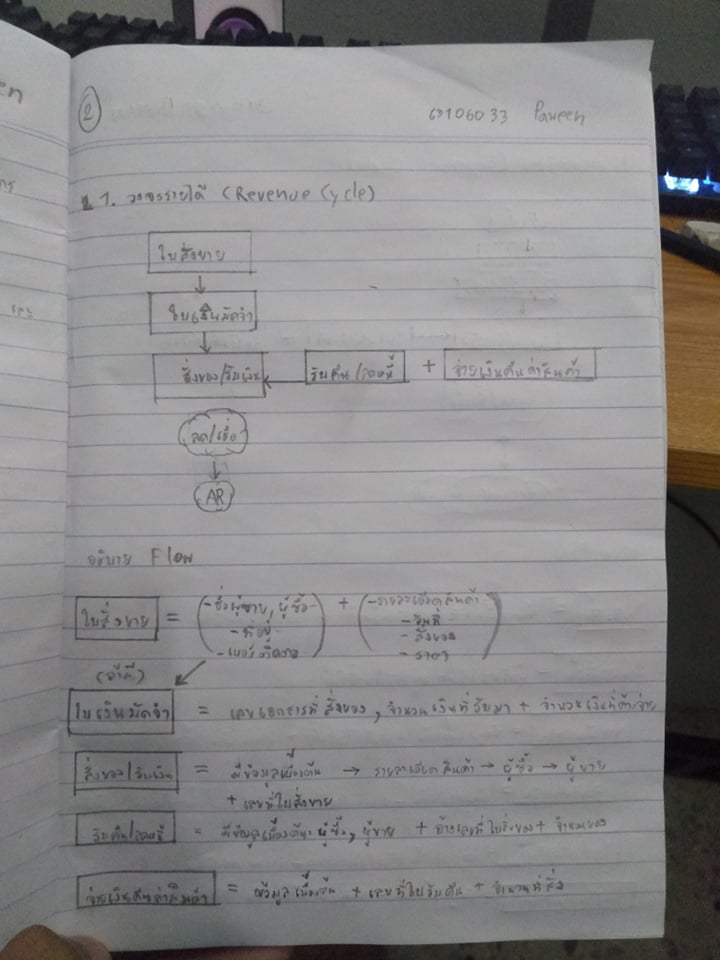 2
63106033 Paween
1. วงจรรายได้ (Revenue Cycle)
ใบสั่งขาย
ใบเงินมัดจำ
สั่งของ/รับเงิน รับคืน/ลดหนี้ + จ่ายเงินคืนค่าสินค้า
สด/เชื่อ
AR
อธิบาย Flow
ใบสั่งขาย = - ชื่อผู้ขาย, ผู้ซื้อ + - รายละเอียดสินค้า
- ที่อยู่ - วันที่
- สั่งของ
- เบอร์ติดต่อ - ราคา
(ถ้ามี)
ใบเงินมัดจำ = เลขเอกสารที่สั่งของ, จำนวนเงินที่รับมา + จำนวนเงินที่ค้างจ่าย
สั่งของ/รับเงิน = มีข้อมูลเบื้องต้น → รายละเอียดสินค้า → ผู้ซื้อ → ผู้ขาย
+ เลขที่ใบสั่งขาย
รับคืน/ลดหนี้ = มีข้อมูลเบื้องต้น ผู้ซื้อ, ผู้ขาย + อ้างเลขที่ใบสั่งของ + จำนวนของ
จ่ายเงินคืนค่าสินค้า = ข้อมูลเบื้องต้น + เลขที่ใบรับคืน + จำนวนที่สั่ง